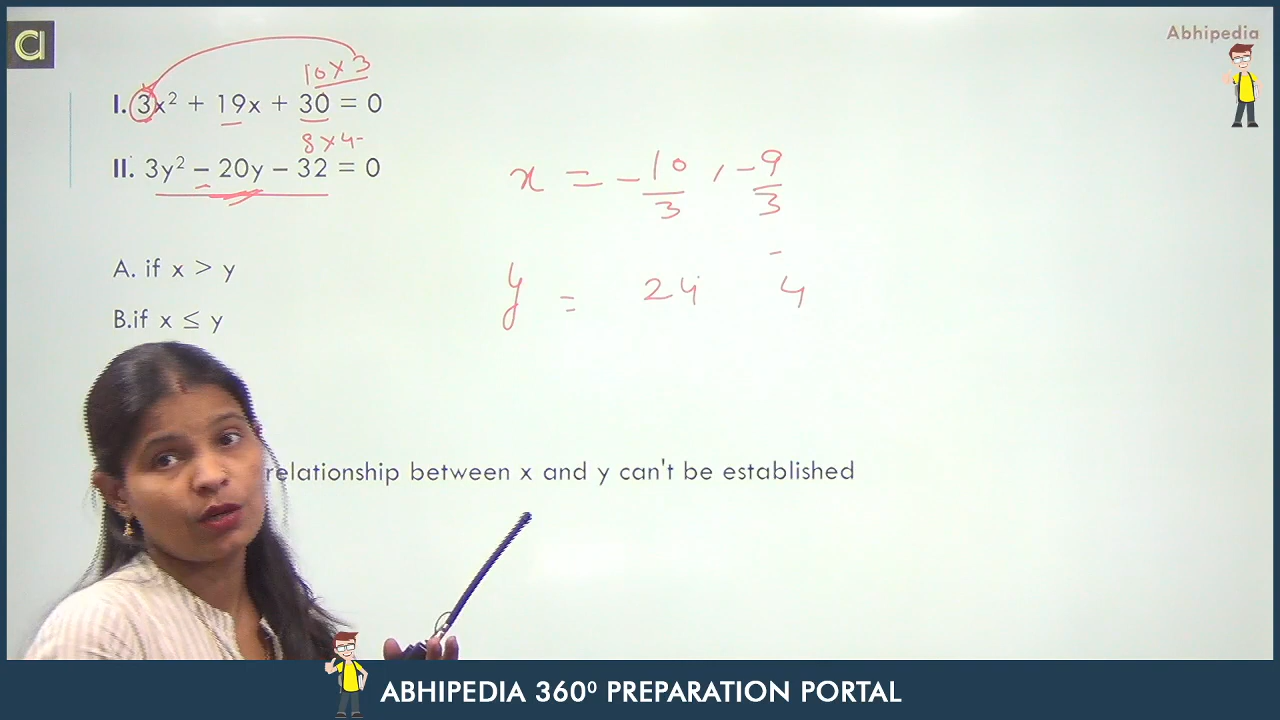 Abhipedia
10 × 3
I. 3x² + 19x + 30 = 0
8 × 4
II. 3y² − 20y − 32 = 0
x = −10/3 , −9/3
A. if x > y
y = 24 −4
B.if x ≤ y
relationship between x and y can't be established
ABHIPEDIA 360⁰ PREPARATION PORTAL